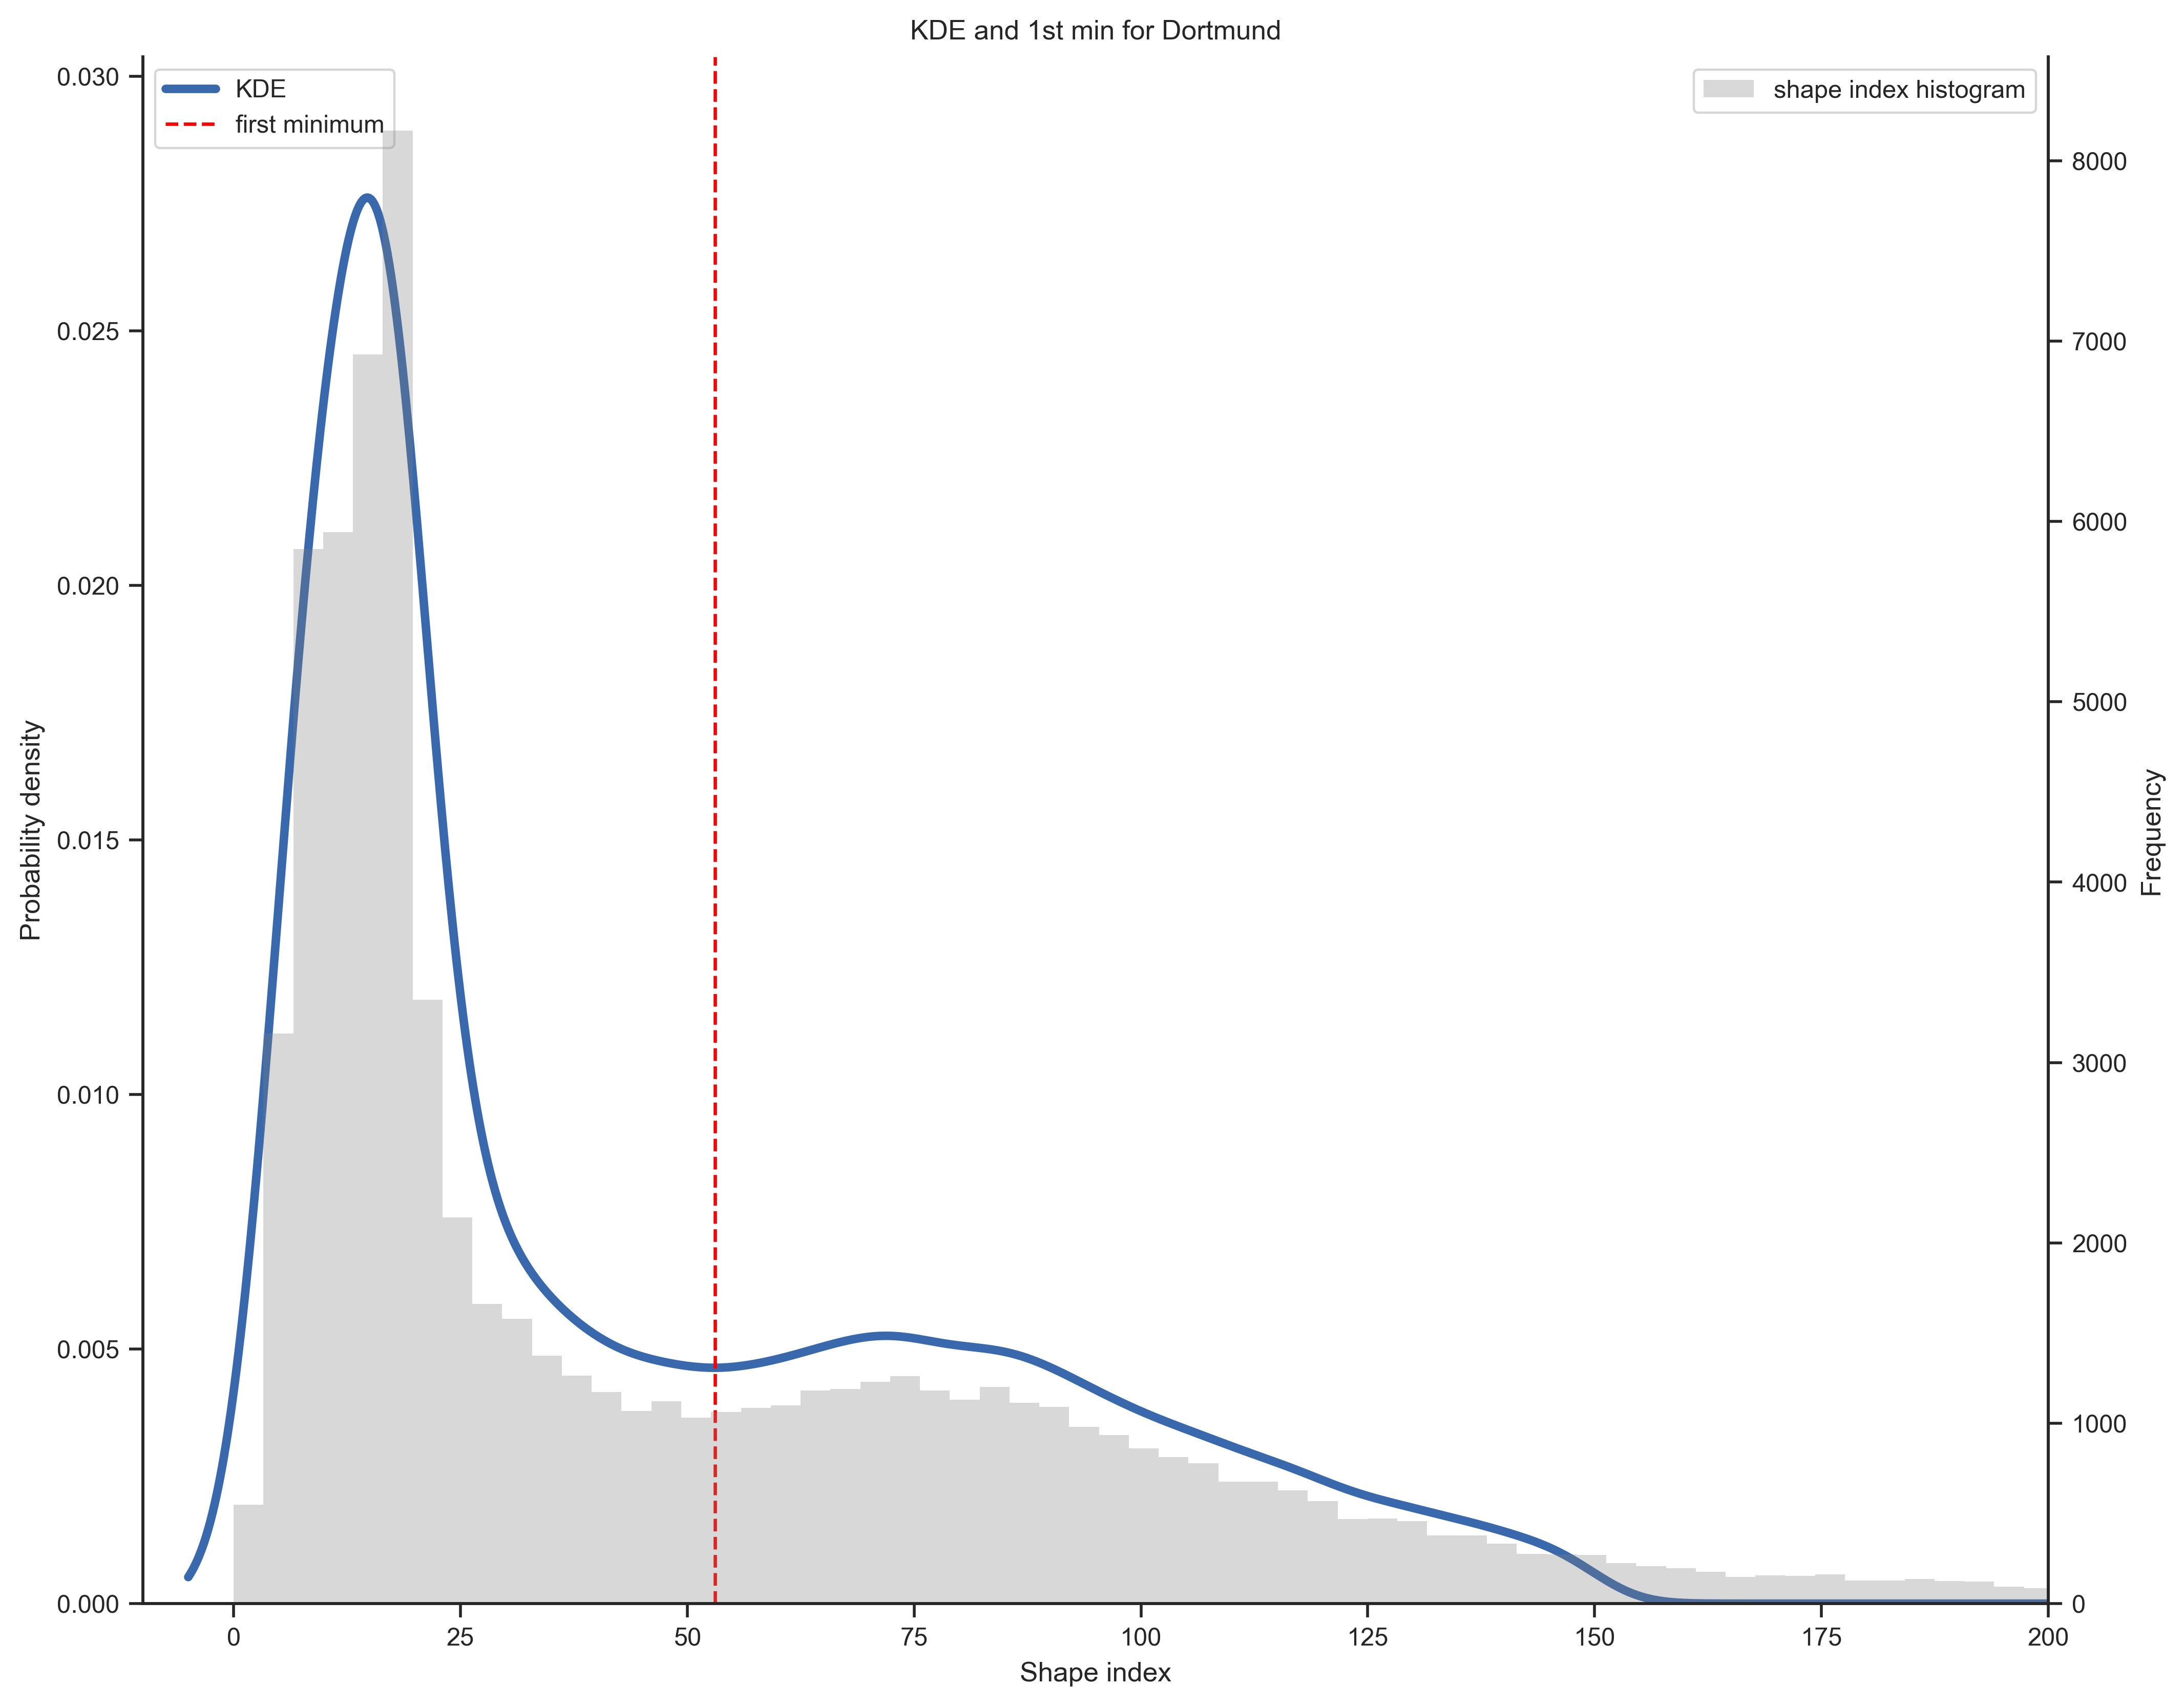 KDE and 1st min for Dortmund
KDE
first minimum
shape index histogram
Probability density
0.030
0.025
0.020
0.015
0.010
0.005
0.000
8000
7000
6000
5000
4000
3000
2000
1000
0
Frequency
0 25 50 75 100 125 150 175 200
Shape index